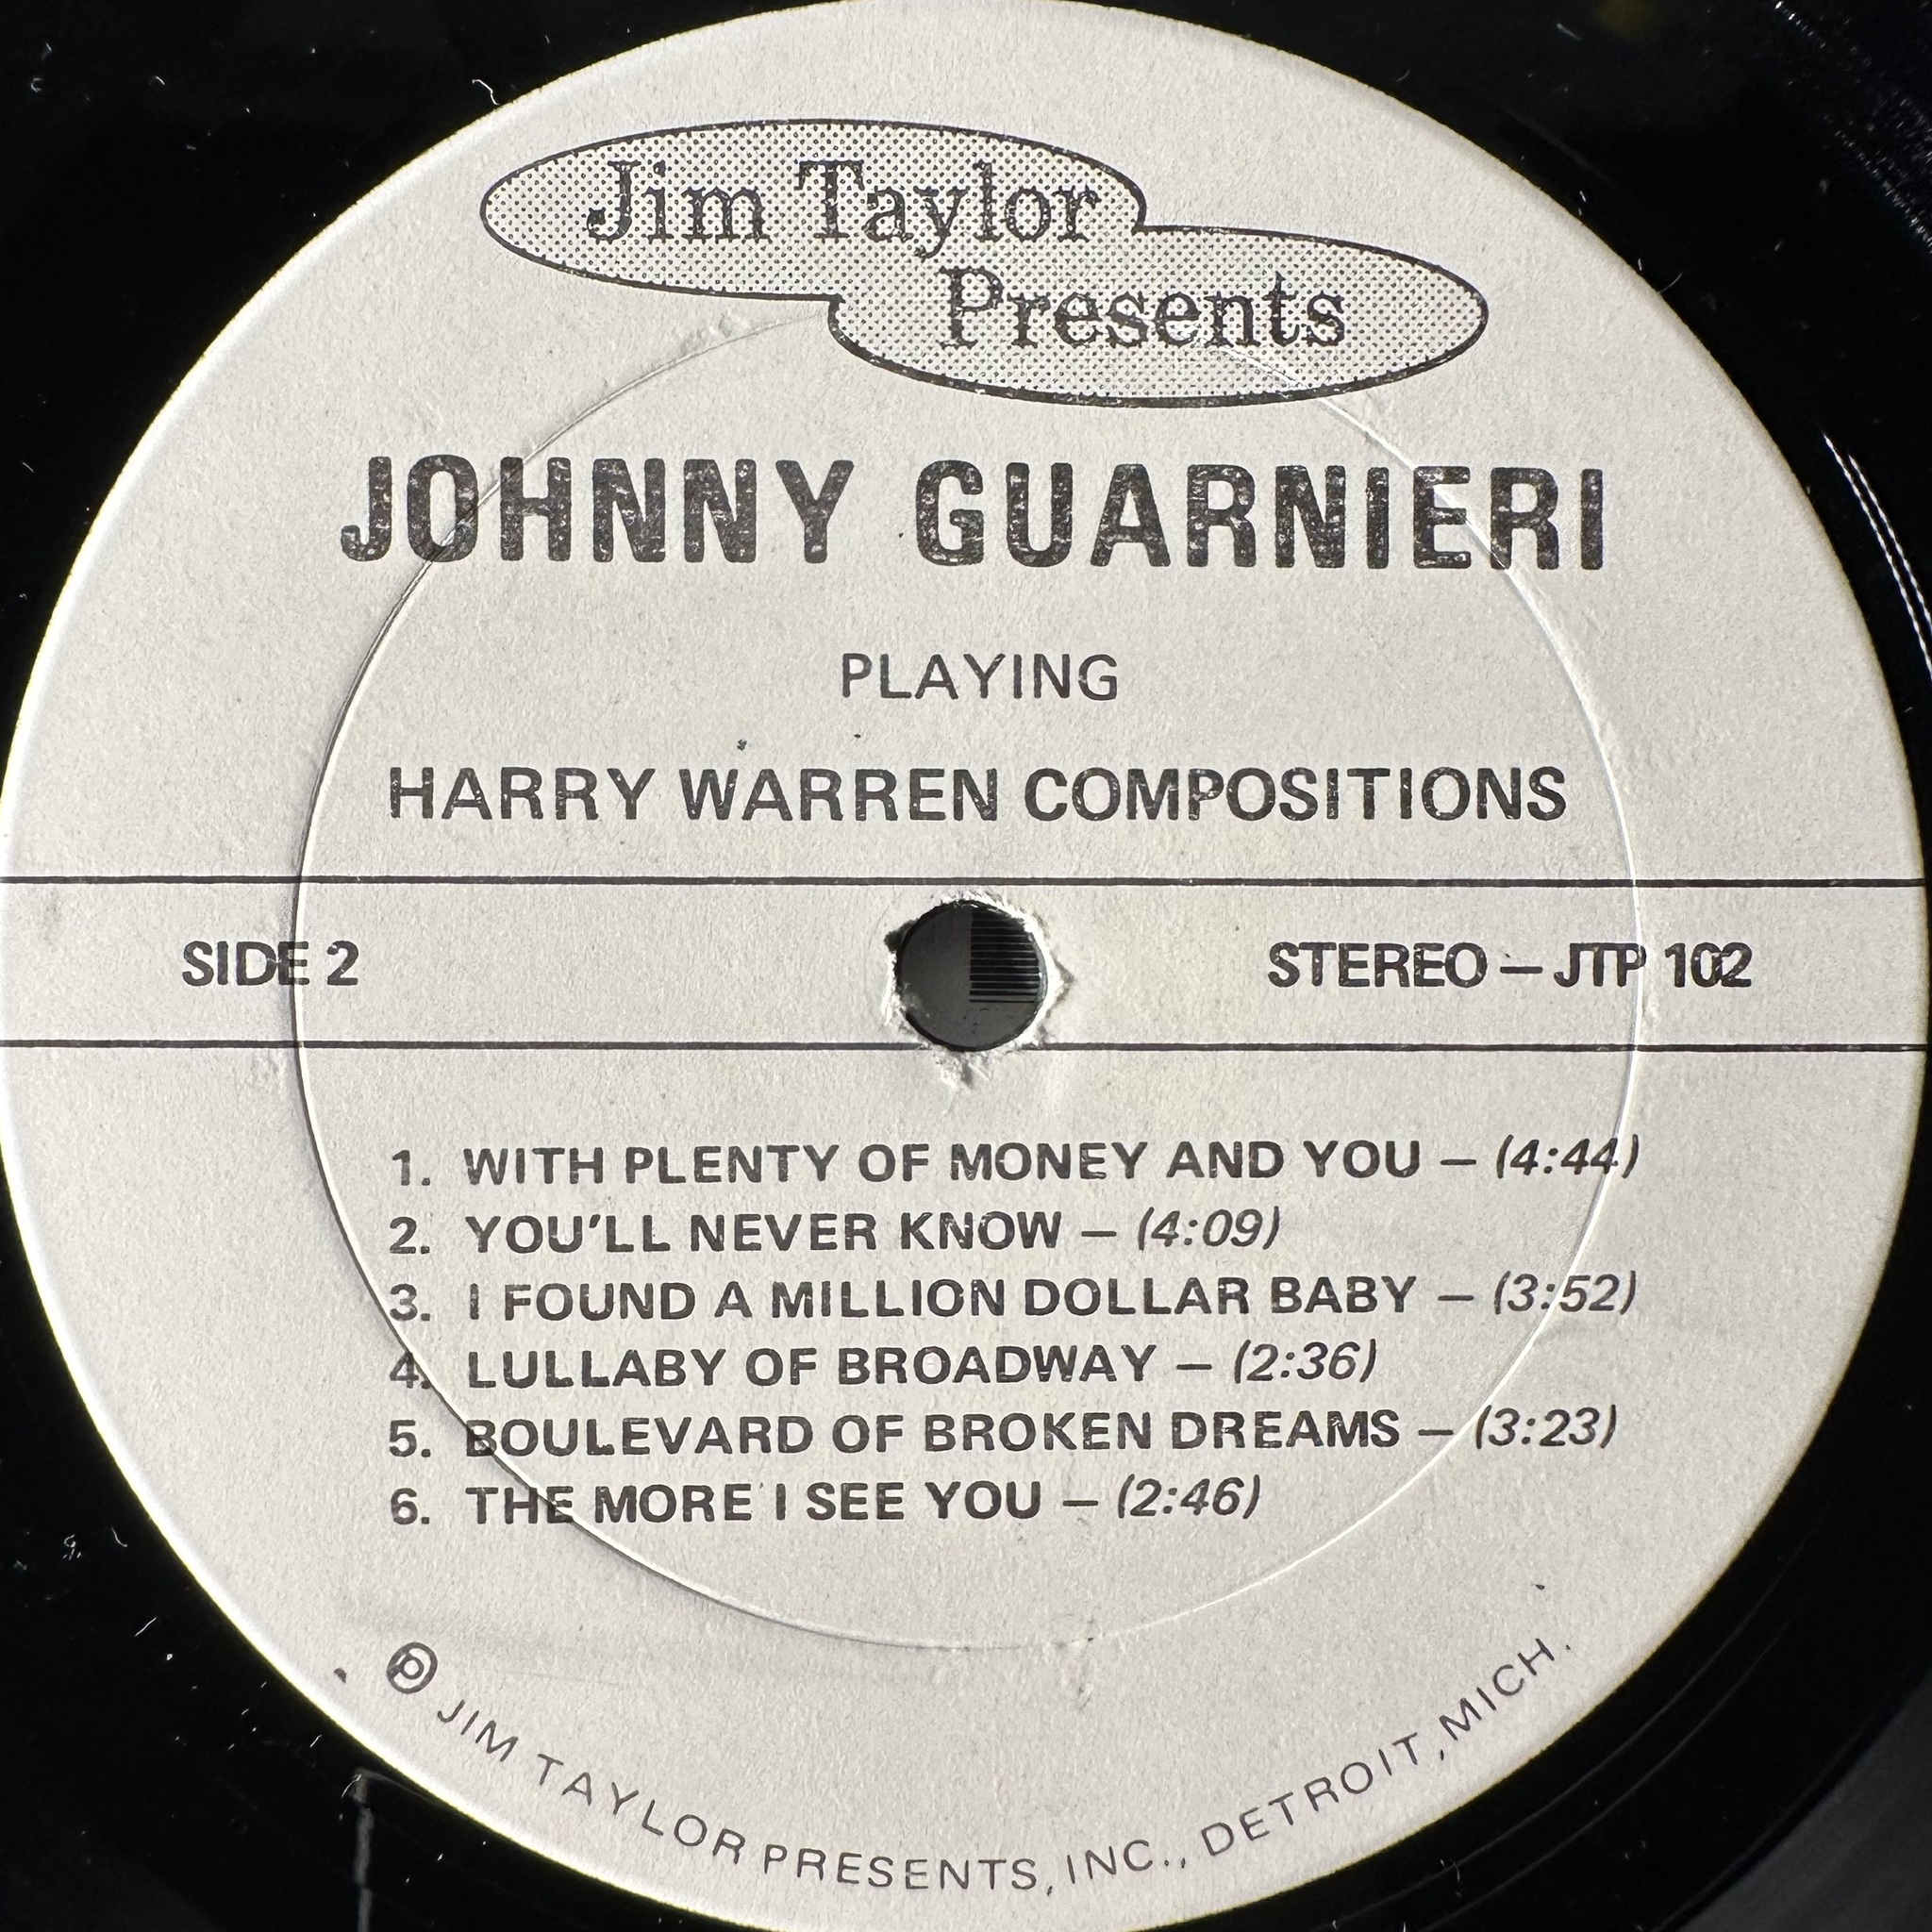 Jim Taylor
Presents
JOHNNY GUARNIERI
PLAYING
HARRY WARREN COMPOSITIONS
SIDE 2
STEREO – JTP 102
1. WITH PLENTY OF MONEY AND YOU – (4:44)
2. YOU'LL NEVER KNOW – (4:09)
3. I FOUND A MILLION DOLLAR BABY – (3:52)
4. LULLABY OF BROADWAY – (2:36)
5. BOULEVARD OF BROKEN DREAMS – (3:23)
6. THE MORE I SEE YOU – (2:46)
℗ JIM TAYLOR PRESENTS, INC., DETROIT, MICH.